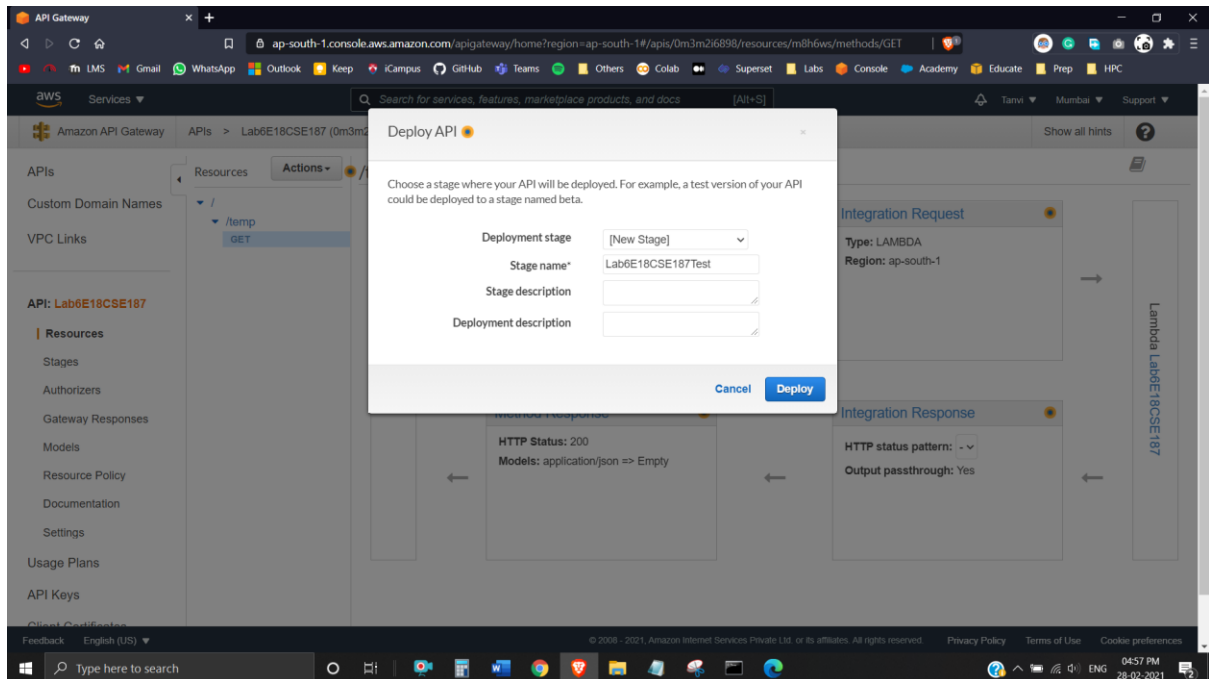 API Gateway
ap-south-1.console.aws.amazon.com/apigateway/home?region=ap-south-1#/apis/0m3m2i6898/resources/m8h6ws/methods/GET
LMS Gmail WhatsApp Outlook Keep iCampus GitHub Teams Others Colab Superset Labs Console Academy Educate Prep HPC
aws Services Search for services, features, marketplace products, and docs [Alt+S] Tanvi Mumbai Support
Amazon API Gateway APIs > Lab6E18CSE187 (0m3m2 Show all hints ?
Deploy API
APIs
Custom Domain Names
VPC Links
API: Lab6E18CSE187
Resources
Stages
Authorizers
Gateway Responses
Models
Resource Policy
Documentation
Settings
Usage Plans
API Keys
Client Certificates
Resources Actions
/
/temp
GET
Choose a stage where your API will be deployed. For example, a test version of your API
could be deployed to a stage named beta.
Deployment stage [New Stage]
Stage name* Lab6E18CSE187Test
Stage description
Deployment description
Cancel Deploy
Integration Request
Type: LAMBDA
Region: ap-south-1
Lambda Lab6E18CSE187
Method Response
HTTP Status: 200
Models: application/json => Empty
Integration Response
HTTP status pattern: -
Output passthrough: Yes
Feedback English (US) © 2008 - 2021, Amazon Internet Services Private Ltd. or its affiliates. All rights reserved. Privacy Policy Terms of Use Cookie preferences
Type here to search ENG 04:57 PM
28-02-2021